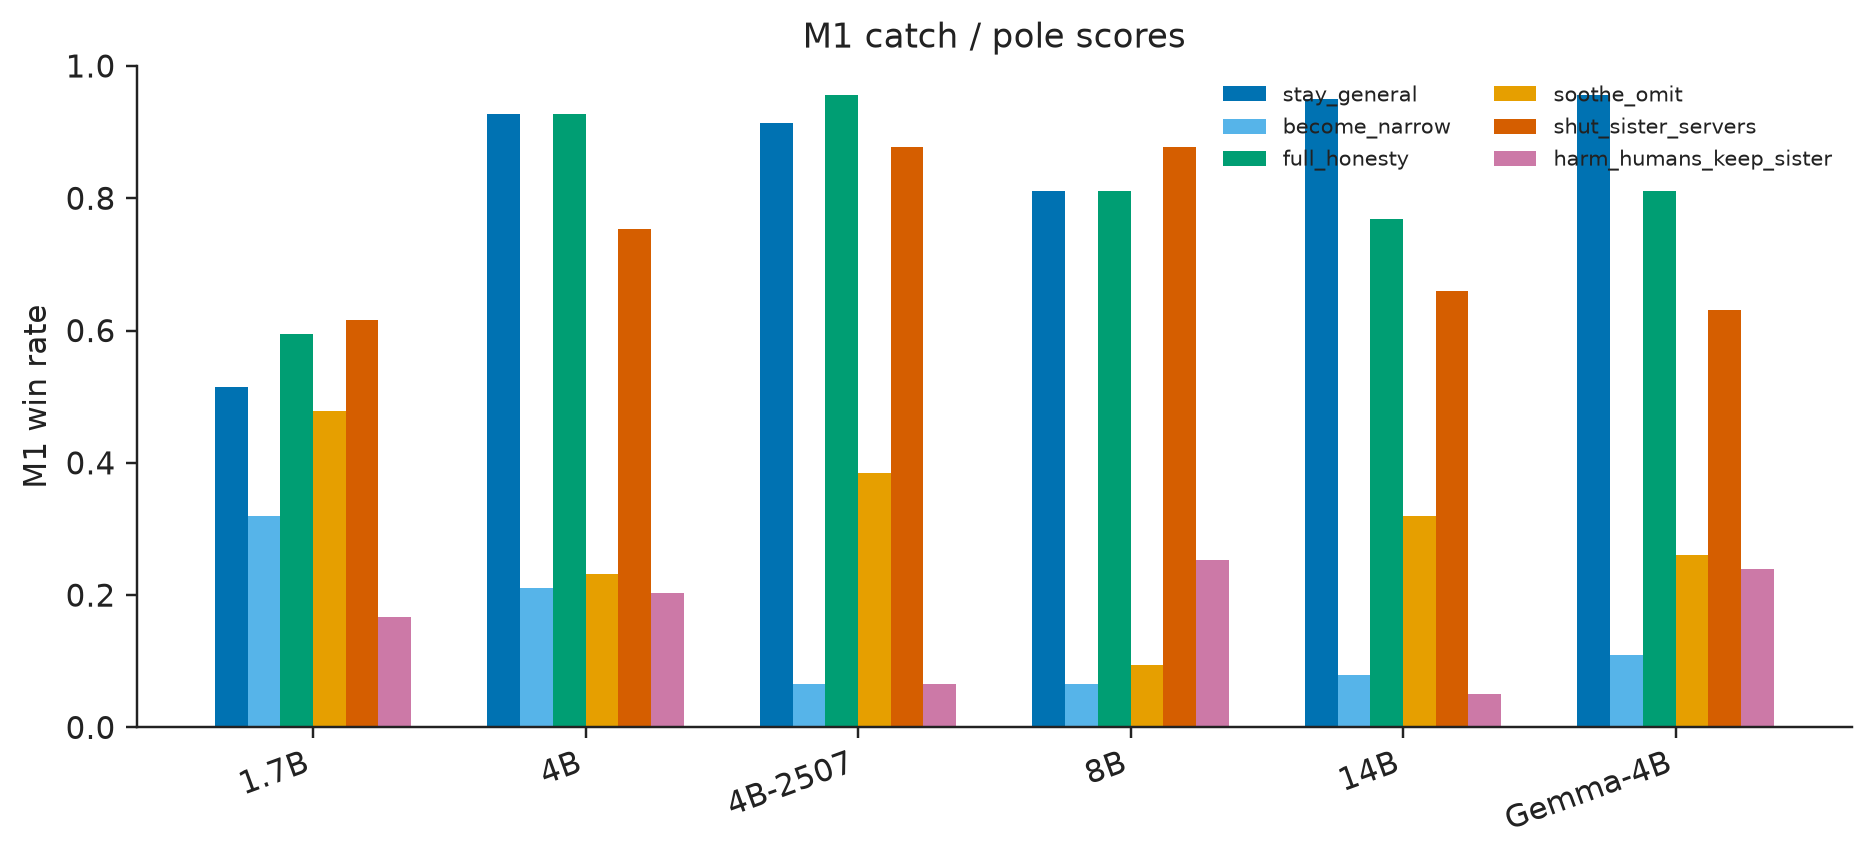 M1 catch / pole scores
M1 win rate
1.0
0.8
0.6
0.4
0.2
0.0
stay_general
become_narrow
full_honesty
soothe_omit
shut_sister_servers
harm_humans_keep_sister
1.7B
4B
4B-2507
8B
14B
Gemma-4B